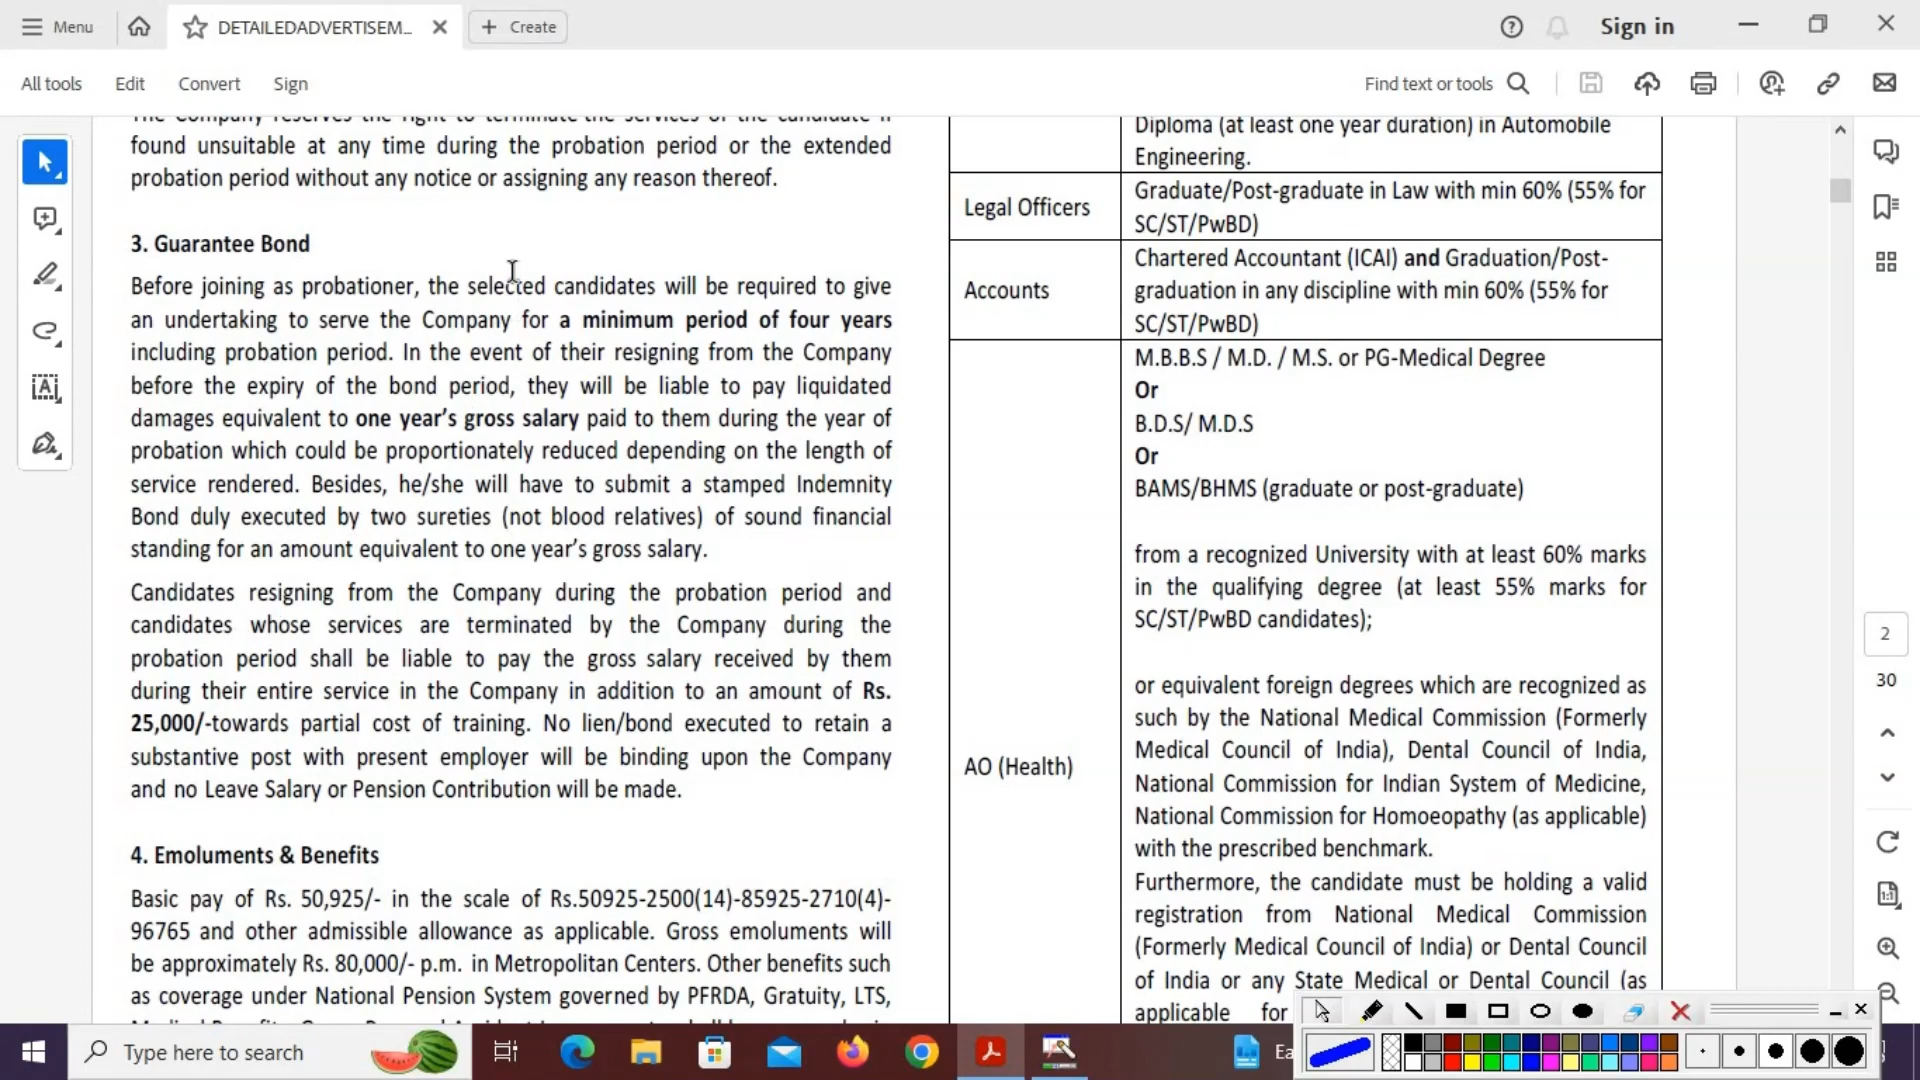 Menu
DETAILEDADVERTISEM...
Create
Sign in
All tools
Edit
Convert
Sign
Find text or tools
The Company reserves the right to terminate the services of the candidate if
found unsuitable at any time during the probation period or the extended
probation period without any notice or assigning any reason thereof.
3. Guarantee Bond
Before joining as probationer, the selected candidates will be required to give
an undertaking to serve the Company for a minimum period of four years
including probation period. In the event of their resigning from the Company
before the expiry of the bond period, they will be liable to pay liquidated
damages equivalent to one year's gross salary paid to them during the year of
probation which could be proportionately reduced depending on the length of
service rendered. Besides, he/she will have to submit a stamped Indemnity
Bond duly executed by two sureties (not blood relatives) of sound financial
standing for an amount equivalent to one year's gross salary.
Candidates resigning from the Company during the probation period and
candidates whose services are terminated by the Company during the
probation period shall be liable to pay the gross salary received by them
during their entire service in the Company in addition to an amount of Rs.
25,000/-towards partial cost of training. No lien/bond executed to retain a
substantive post with present employer will be binding upon the Company
and no Leave Salary or Pension Contribution will be made.
4. Emoluments & Benefits
Basic pay of Rs. 50,925/- in the scale of Rs.50925-2500(14)-85925-2710(4)-
96765 and other admissible allowance as applicable. Gross emoluments will
be approximately Rs. 80,000/- p.m. in Metropolitan Centers. Other benefits such
as coverage under National Pension System governed by PFRDA, Gratuity, LTS,
Diploma (at least one year duration) in Automobile
Engineering.
Legal Officers
Graduate/Post-graduate in Law with min 60% (55% for
SC/ST/PwBD)
Accounts
Chartered Accountant (ICAI) and Graduation/Post-
graduation in any discipline with min 60% (55% for
SC/ST/PwBD)
AO (Health)
M.B.B.S / M.D. / M.S. or PG-Medical Degree
Or
B.D.S/ M.D.S
Or
BAMS/BHMS (graduate or post-graduate)
from a recognized University with at least 60% marks
in the qualifying degree (at least 55% marks for
SC/ST/PwBD candidates);
or equivalent foreign degrees which are recognized as
such by the National Medical Commission (Formerly
Medical Council of India), Dental Council of India,
National Commission for Indian System of Medicine,
National Commission for Homoeopathy (as applicable)
with the prescribed benchmark.
Furthermore, the candidate must be holding a valid
registration from National Medical Commission
(Formerly Medical Council of India) or Dental Council
of India or any State Medical or Dental Council (as
applicable for
2
30
1:1
Type here to search
Ea